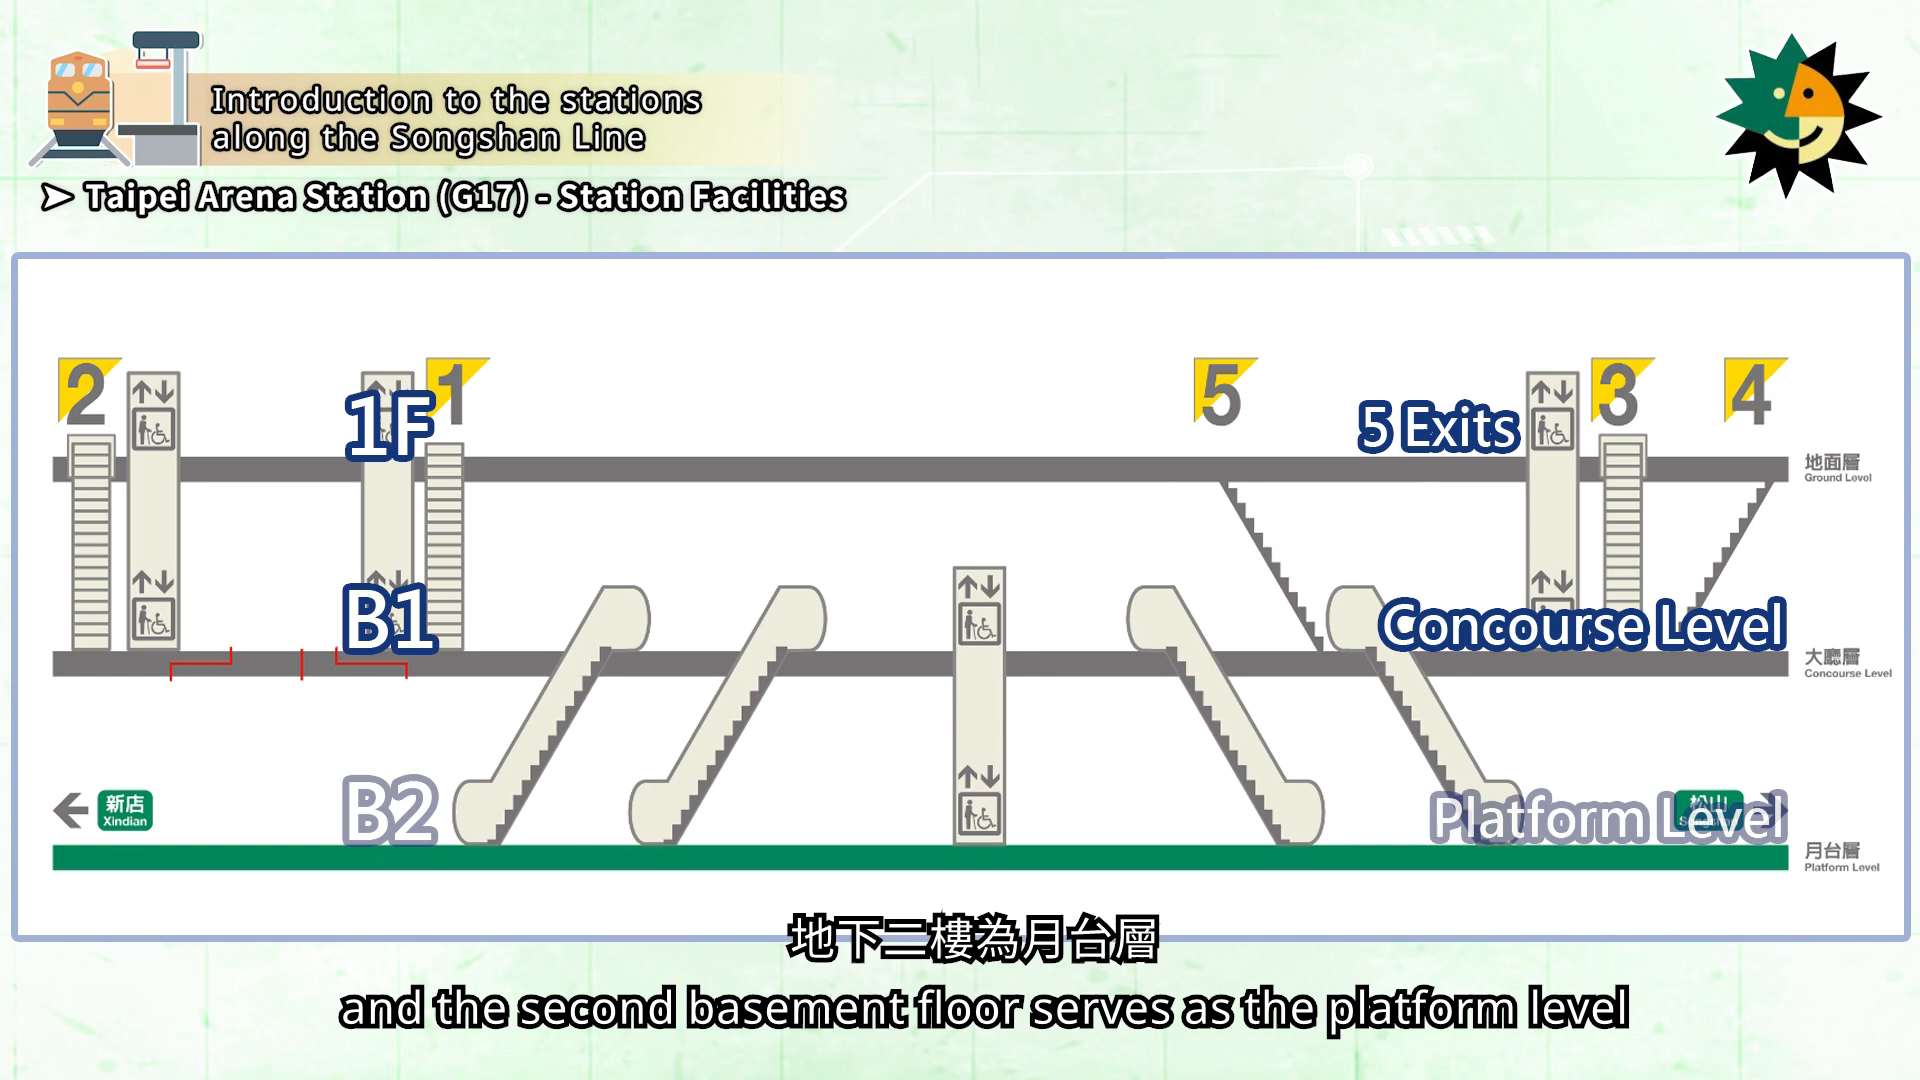 Introduction to the stations
along the Songshan Line
➤ Taipei Arena Station (G17) - Station Facilities
2
1
5
3
4
1F
5 Exits
地面層
Ground Level
B1
Concourse Level
大廳層
Concourse Level
新店
Xindian
B2
Platform Level
松山
月台層
Platform Level
地下二樓為月台層
and the second basement floor serves as the platform level